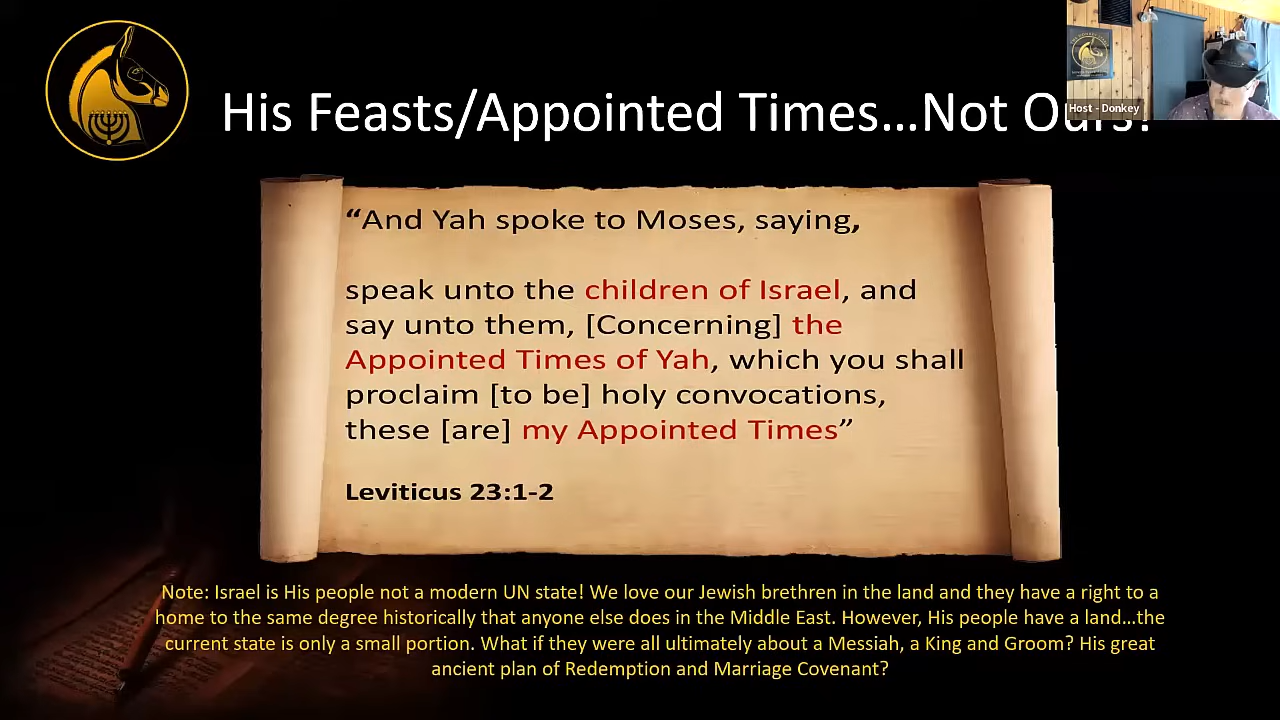 His Feasts/Appointed Times...Not Ours!
Host - Donkey
“And Yah spoke to Moses, saying,
speak unto the children of Israel, and
say unto them, [Concerning] the
Appointed Times of Yah, which you shall
proclaim [to be] holy convocations,
these [are] my Appointed Times”
Leviticus 23:1-2
Note: Israel is His people not a modern UN state! We love our Jewish brethren in the land and they have a right to a
home to the same degree historically that anyone else does in the Middle East. However, His people have a land...the
current state is only a small portion. What if they were all ultimately about a Messiah, a King and Groom? His great
ancient plan of Redemption and Marriage Covenant?